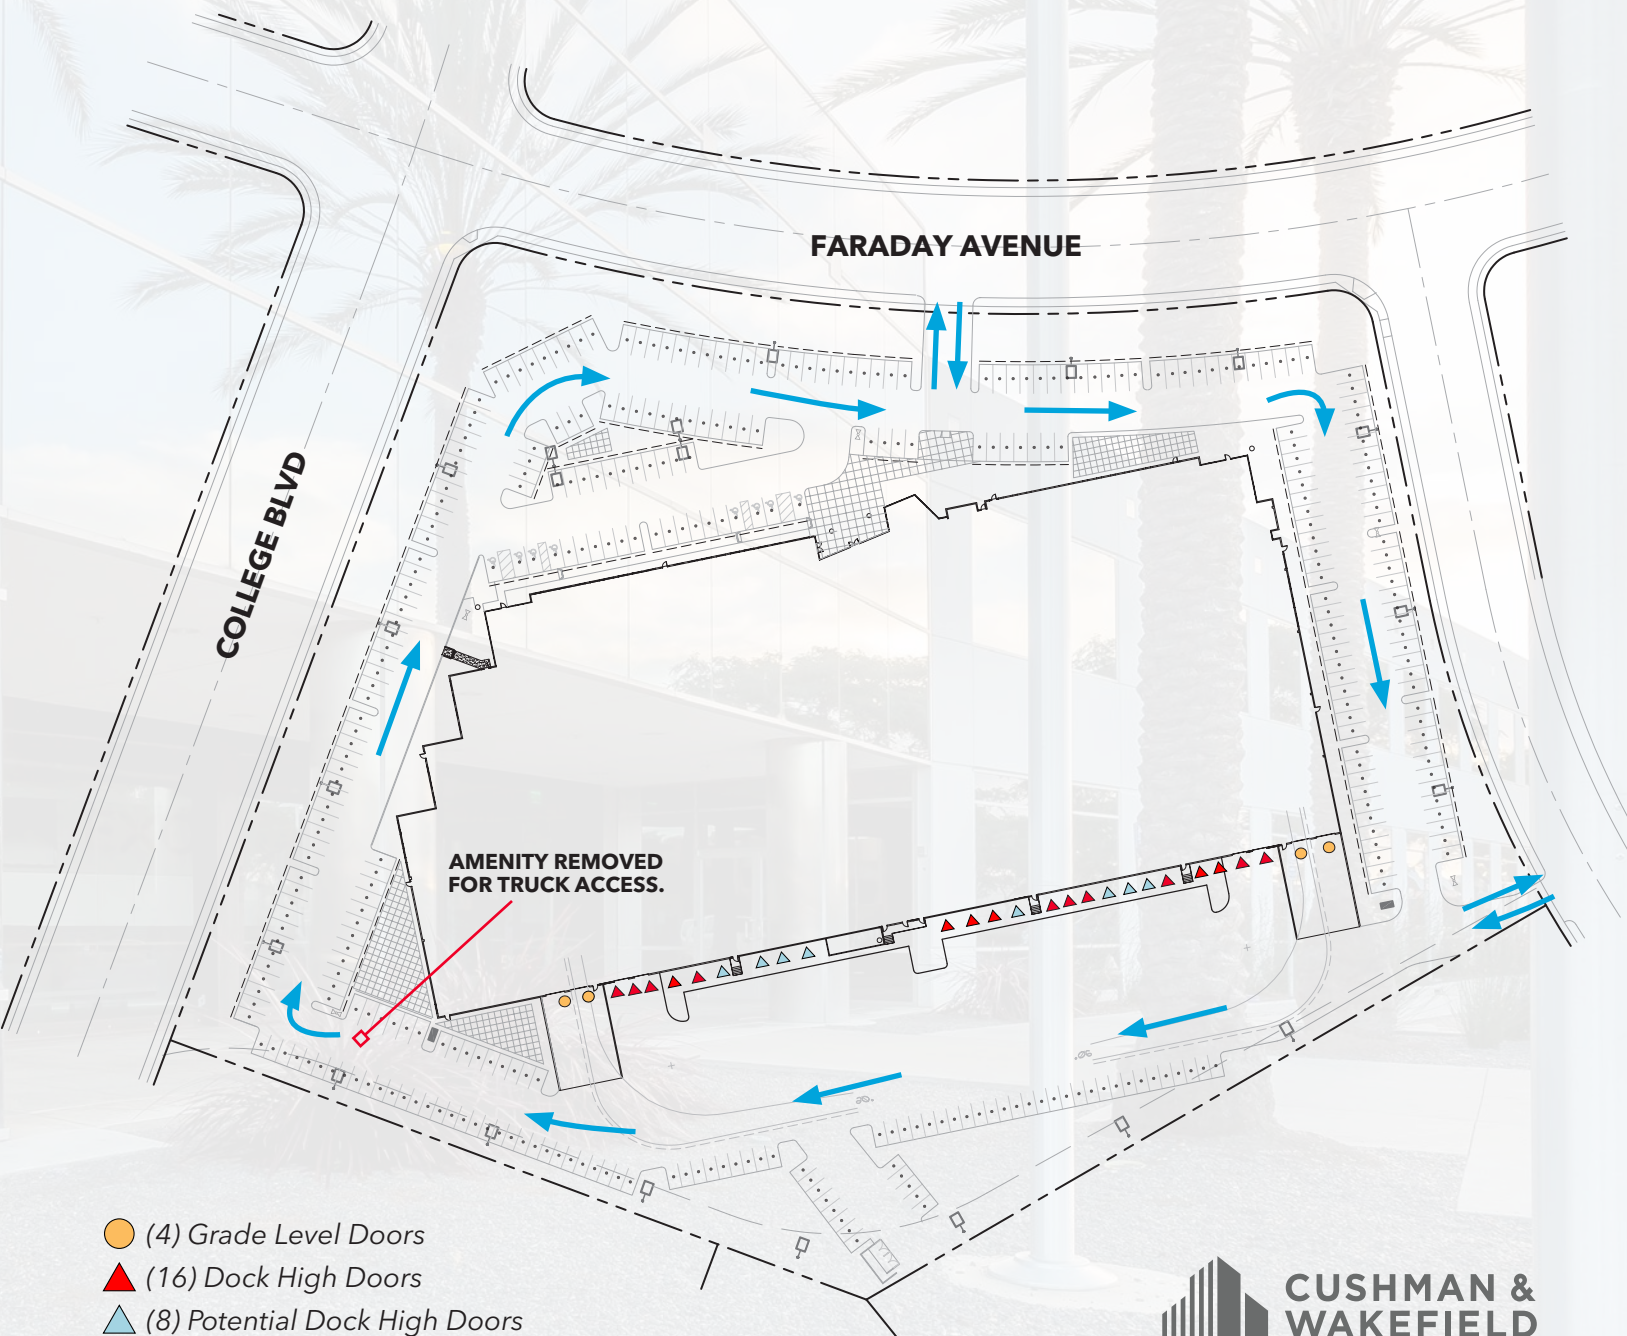 FARADAY AVENUE
COLLEGE BLVD
AMENITY REMOVED
FOR TRUCK ACCESS.
(4) Grade Level Doors
(16) Dock High Doors
(8) Potential Dock High Doors
CUSHMAN &
WAKEFIELD